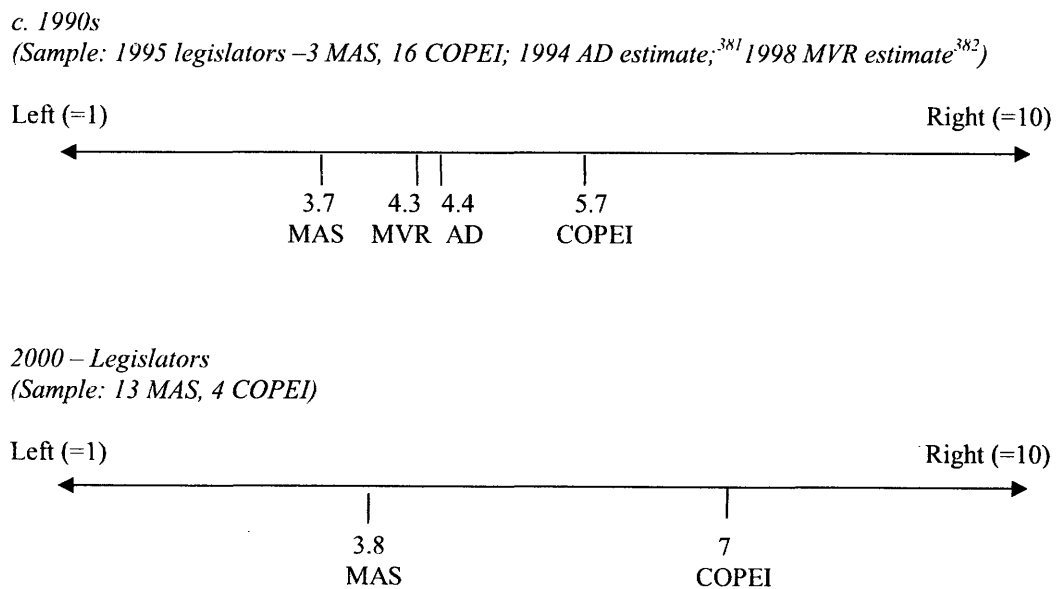 c. 1990s
(Sample: 1995 legislators –3 MAS, 16 COPEI; 1994 AD estimate;381 1998 MVR estimate382)
Left (=1) Right (=10)
3.7 4.3 4.4 5.7
MAS MVR AD COPEI
2000 – Legislators
(Sample: 13 MAS, 4 COPEI)
Left (=1) Right (=10)
3.8 7
MAS COPEI